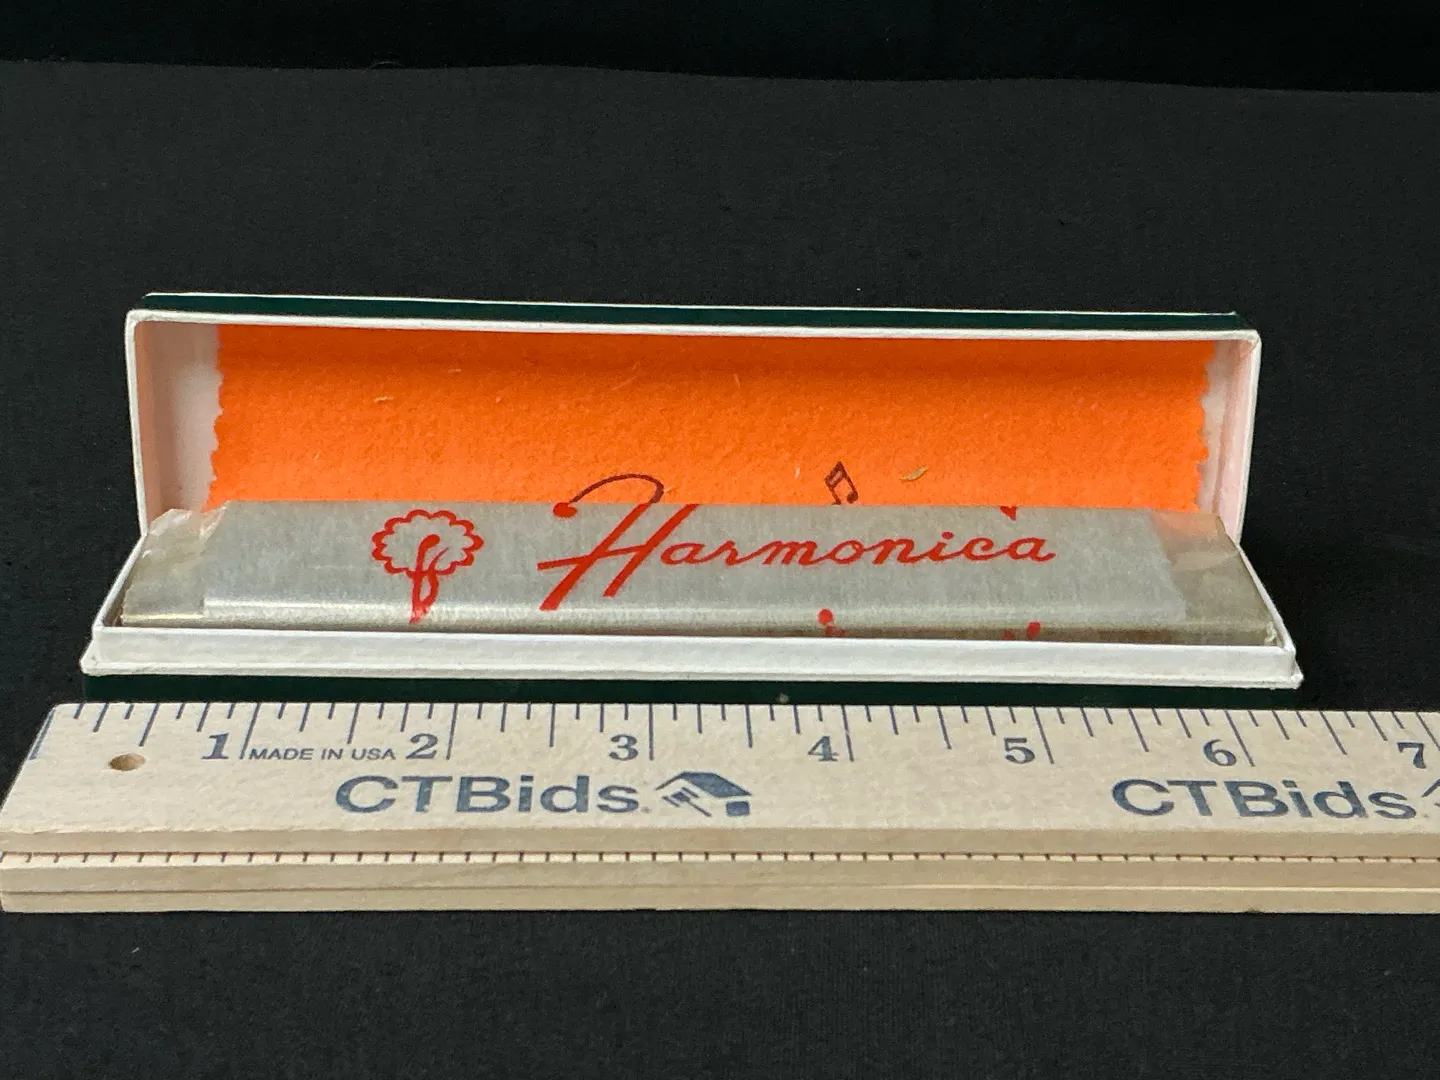 Harmonica
1 MADE IN USA 2 3 4 5 6 7
CTBids. CTBids.